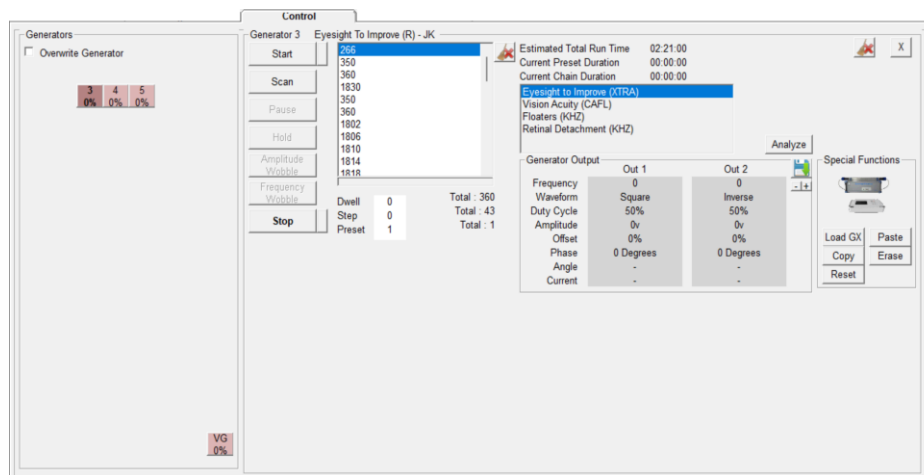 Control
Generators
Overwrite Generator
3 4 5
0% 0% 0%
VG
0%
Generator 3 Eyesight To Improve (R) - JK
Start
Scan
Pause
Hold
Amplitude
Wobble
Frequency
Wobble
Stop
266
350
360
1830
350
360
1802
1806
1810
1814
1818
Dwell 0 Total : 360
Step 0 Total : 43
Preset 1 Total : 1
Estimated Total Run Time 02:21:00
Current Preset Duration 00:00:00
Current Chain Duration 00:00:00
X
Eyesight to Improve (XTRA)
Vision Acuity (CAFL)
Floaters (KHZ)
Retinal Detachment (KHZ)
Analyze
Generator Output
Out 1 Out 2
Frequency 0 0
- +
Waveform Square Inverse
Duty Cycle 50% 50%
Amplitude 0v 0v
Offset 0% 0%
Phase 0 Degrees 0 Degrees
Angle - -
Current - -
Special Functions
Load GX Paste
Copy Erase
Reset